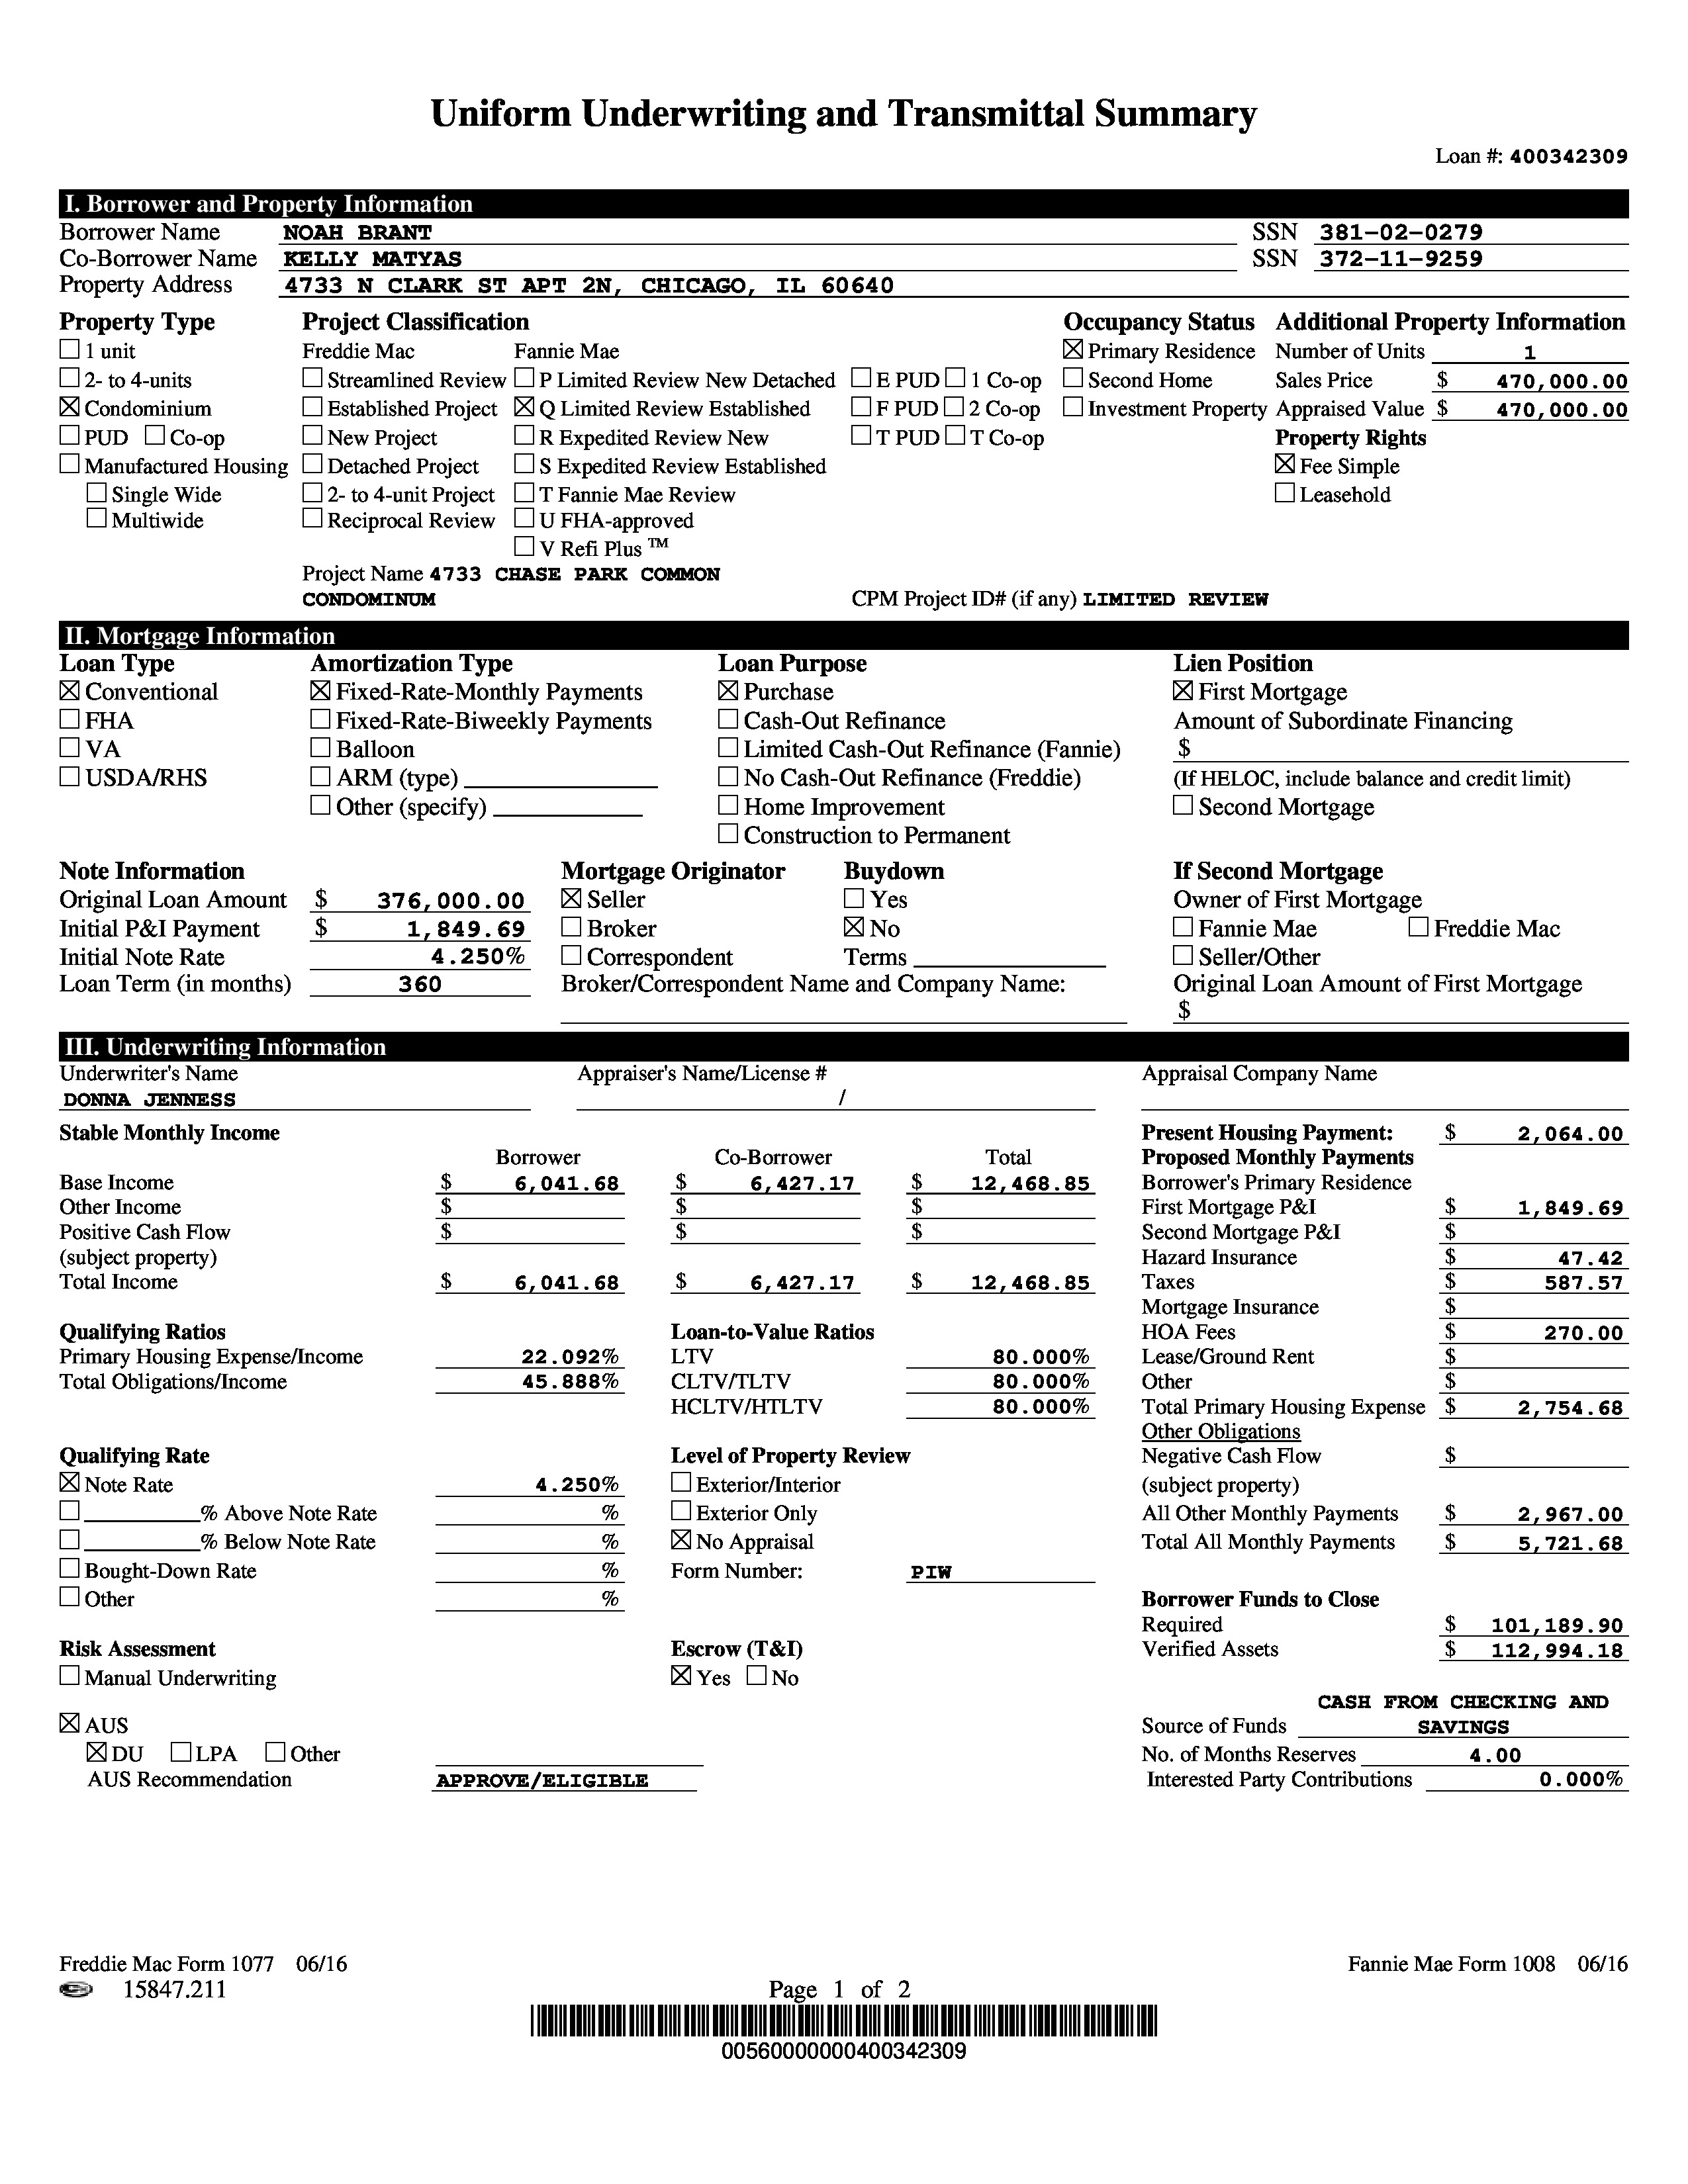 Uniform Underwriting and Transmittal Summary
Loan #: 400342309
I. Borrower and Property Information
Borrower Name NOAH BRANT SSN 381-02-0279
Co-Borrower Name KELLY MATYAS SSN 372-11-9259
Property Address 4733 N CLARK ST APT 2N, CHICAGO, IL 60640
Property Type Project Classification Occupancy Status Additional Property Information
☐ 1 unit Freddie Mac Fannie Mae ☒ Primary Residence Number of Units 1
☐ 2- to 4-units ☐ Streamlined Review ☐ P Limited Review New Detached ☐ E PUD ☐ 1 Co-op ☐ Second Home Sales Price $ 470,000.00
☒ Condominium ☐ Established Project ☒ Q Limited Review Established ☐ F PUD ☐ 2 Co-op ☐ Investment Property Appraised Value $ 470,000.00
☐ PUD ☐ Co-op ☐ New Project ☐ R Expedited Review New ☐ T PUD ☐ T Co-op Property Rights
☐ Manufactured Housing ☐ Detached Project ☐ S Expedited Review Established ☒ Fee Simple
☐ Single Wide ☐ 2- to 4-unit Project ☐ T Fannie Mae Review ☐ Leasehold
☐ Multiwide ☐ Reciprocal Review ☐ U FHA-approved
☐ V Refi Plus ™
Project Name 4733 CHASE PARK COMMON
CONDOMINUM CPM Project ID# (if any) LIMITED REVIEW
II. Mortgage Information
Loan Type Amortization Type Loan Purpose Lien Position
☒ Conventional ☒ Fixed-Rate-Monthly Payments ☒ Purchase ☒ First Mortgage
☐ FHA ☐ Fixed-Rate-Biweekly Payments ☐ Cash-Out Refinance Amount of Subordinate Financing
☐ VA ☐ Balloon ☐ Limited Cash-Out Refinance (Fannie) $
☐ USDA/RHS ☐ ARM (type) ☐ No Cash-Out Refinance (Freddie) (If HELOC, include balance and credit limit)
☐ Other (specify) ☐ Home Improvement ☐ Second Mortgage
☐ Construction to Permanent
Note Information Mortgage Originator Buydown If Second Mortgage
Original Loan Amount $ 376,000.00 ☒ Seller ☐ Yes Owner of First Mortgage
Initial P&I Payment $ 1,849.69 ☐ Broker ☒ No ☐ Fannie Mae ☐ Freddie Mac
Initial Note Rate 4.250% ☐ Correspondent Terms ☐ Seller/Other
Loan Term (in months) 360 Broker/Correspondent Name and Company Name: Original Loan Amount of First Mortgage
$
III. Underwriting Information
Underwriter's Name Appraiser's Name/License # Appraisal Company Name
DONNA JENNESS /
Stable Monthly Income Present Housing Payment: $ 2,064.00
Borrower Co-Borrower Total Proposed Monthly Payments
Base Income $ 6,041.68 $ 6,427.17 $ 12,468.85 Borrower's Primary Residence
Other Income $ $ $ First Mortgage P&I $ 1,849.69
Positive Cash Flow $ $ $ Second Mortgage P&I $
(subject property) Hazard Insurance $ 47.42
Total Income $ 6,041.68 $ 6,427.17 $ 12,468.85 Taxes $ 587.57
Mortgage Insurance $
Qualifying Ratios Loan-to-Value Ratios HOA Fees $ 270.00
Primary Housing Expense/Income 22.092% LTV 80.000% Lease/Ground Rent $
Total Obligations/Income 45.888% CLTV/TLTV 80.000% Other $
HCLTV/HTLTV 80.000% Total Primary Housing Expense $ 2,754.68
Other Obligations
Qualifying Rate Level of Property Review Negative Cash Flow $
☒ Note Rate 4.250% ☐ Exterior/Interior (subject property)
☐ % Above Note Rate % ☐ Exterior Only All Other Monthly Payments $ 2,967.00
☐ % Below Note Rate % ☒ No Appraisal Total All Monthly Payments $ 5,721.68
☐ Bought-Down Rate % Form Number: PIW
☐ Other % Borrower Funds to Close
Required $ 101,189.90
Risk Assessment Escrow (T&I) Verified Assets $ 112,994.18
☐ Manual Underwriting ☒ Yes ☐ No
CASH FROM CHECKING AND
☒ AUS Source of Funds SAVINGS
☒ DU ☐ LPA ☐ Other No. of Months Reserves 4.00
AUS Recommendation APPROVE/ELIGIBLE Interested Party Contributions 0.000%
Freddie Mac Form 1077 06/16 Fannie Mae Form 1008 06/16
15847.211 Page 1 of 2
00560000000400342309